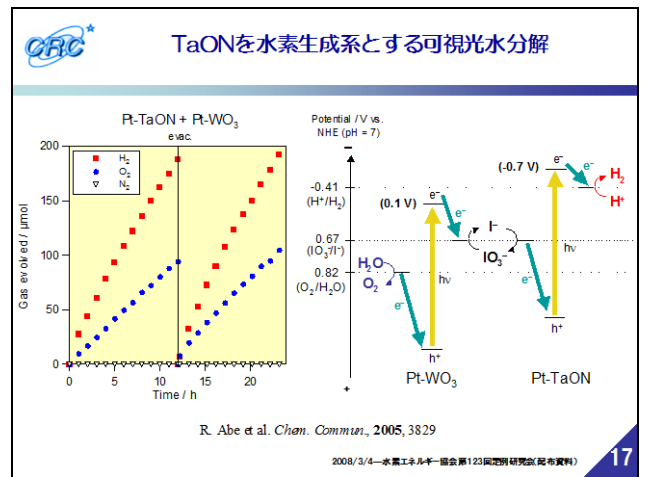 CRC*
TaONを水素生成系とする可視光水分解
Pt-TaON + Pt-WO₃
evac.
H₂
O₂
N₂
200
150
100
50
0
0 5 10 15 20
Gas evolved / μmol
Time / h
Potential / V vs.
NHE (pH = 7)
−
-0.41
(H⁺/H₂)
0.67
(IO₃⁻/I⁻)
0.82
(O₂/H₂O)
+
(0.1 V)
e⁻
e⁻
I⁻
IO₃⁻
H₂O
O₂
e⁻
hν
h⁺
Pt-WO₃
(-0.7 V)
e⁻
e⁻
H₂
H⁺
hν
e⁻
h⁺
Pt-TaON
R. Abe et al. Chem. Commun., 2005, 3829
2008/3/4―水素エネルギー協会第123回定例研究会(配布資料)
17